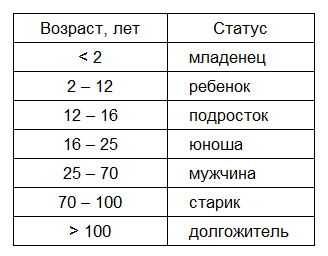 Возраст, лет Статус
< 2 младенец
2 – 12 ребенок
12 – 16 подросток
16 – 25 юноша
25 – 70 мужчина
70 – 100 старик
> 100 долгожитель